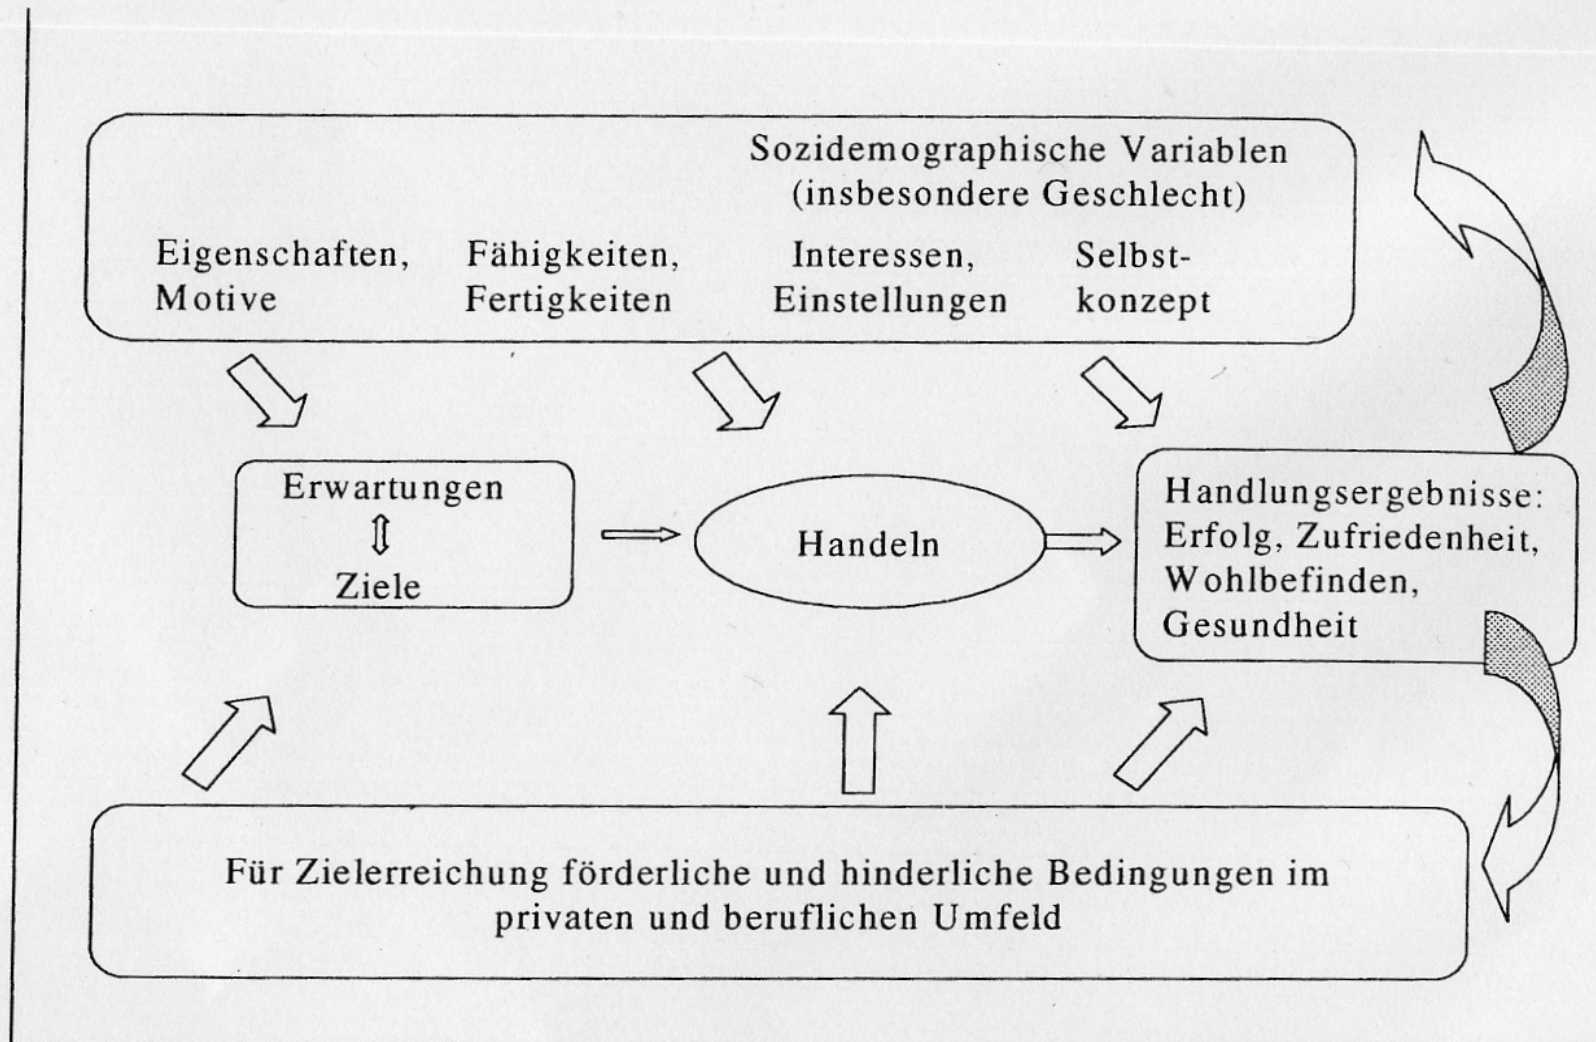 Sozidemographische Variablen
(insbesondere Geschlecht)
Eigenschaften, Fähigkeiten, Interessen, Selbst-
Motive Fertigkeiten Einstellungen konzept
Erwartungen
Ziele
Handeln
Handlungsergebnisse:
Erfolg, Zufriedenheit,
Wohlbefinden,
Gesundheit
Für Zielerreichung förderliche und hinderliche Bedingungen im
privaten und beruflichen Umfeld